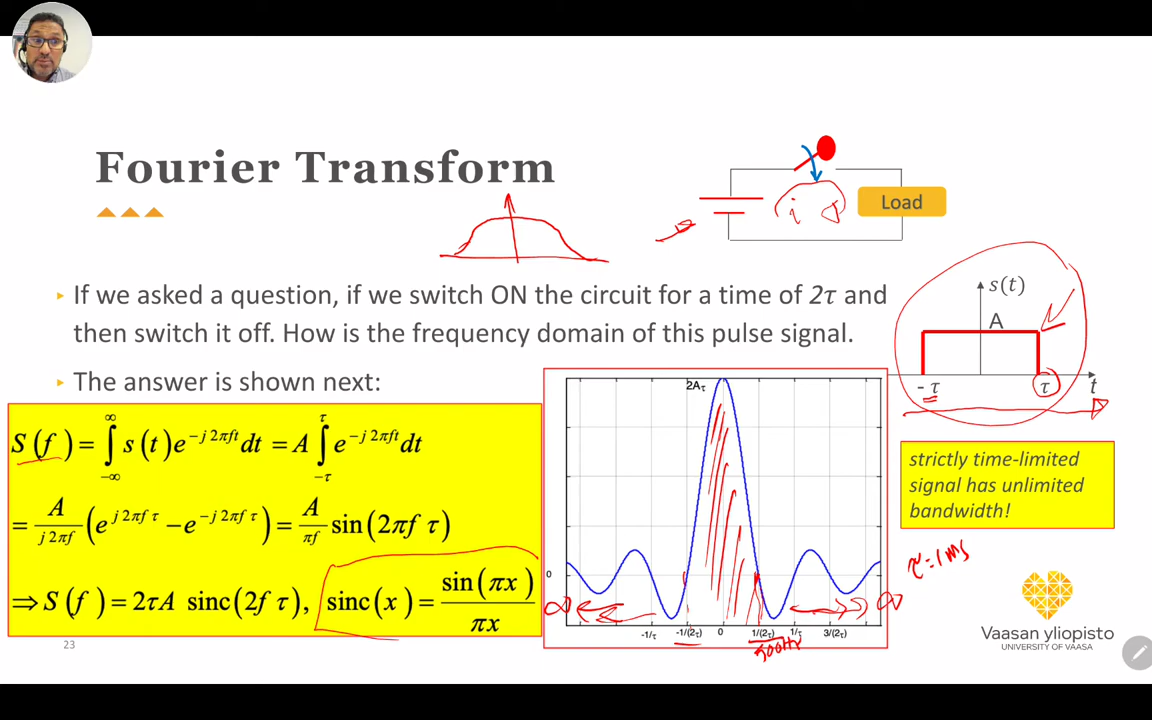 Fourier Transform
i
Load
If we asked a question, if we switch ON the circuit for a time of 2τ and
then switch it off. How is the frequency domain of this pulse signal.
The answer is shown next:
s(t)
A
- τ
τ
t
S(f) = ∫_{-∞}^{∞} s(t)e^{-j2πft}dt = A ∫_{-τ}^{τ} e^{-j2πft}dt
= A/(j2πf) (e^{j2πfτ} − e^{-j2πfτ}) = A/(πf) sin(2πf τ)
⇒ S(f) = 2τA sinc(2f τ), sinc(x) = sin(πx)/(πx)
2Aτ
0
-1/τ -1/(2τ) 0 1/(2τ) 1/τ 3/(2τ)
∞ ∞
500Hz
strictly time-limited
signal has unlimited
bandwidth!
τ=1ms
Vaasan yliopisto
UNIVERSITY OF VAASA
23